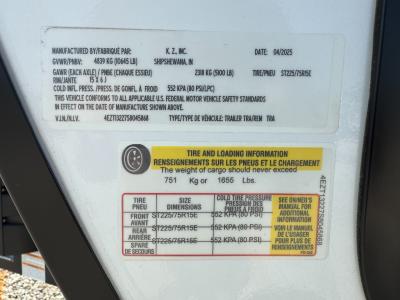 MANUFACTURED BY/FABRIQUÉ PAR: K. Z., INC. DATE 04/2025
GVWR/PNBV: 4839 KG (10645 LB) SHIPSHEWANA, IN
GAWR (EACH AXLE) / PNBE (CHAQUE ESSIEU) 2318 KG (5100 LB) TIRE/PNEU ST225/75R15E
RIM/JANTE 15 X 6 J
COLD INFL. PRESS./PRESS. DE GONFL. À FROID 552 KPA (80 PSI/LPC)
THIS VEHICLE CONFORMS TO ALL APPLICABLE U.S. FEDERAL MOTOR VEHICLE SAFETY STANDARDS
IN EFFECT ON THE DATE OF MANUFACTURE SHOWN ABOVE.
V.I.N./N.I.V. TYPE/TYPE DE VÉHICULE: TRAILER TRA/REM TRA
TIRE AND LOADING INFORMATION
RENSEIGNEMENTS SUR LES PNEUS ET LE CHARGEMENT
The weight of cargo should never exceed
751 Kg or 1655 Lbs.
TIRE
PNEU
SIZE
DIMENSIONS
COLD TIRE PRESSURE
PRESSION DES PNEUS À FROID
FRONT
AVANT
ST225/75R15E 552 KPA (80 PSI)
REAR
ARRIÈRE
ST225/75R15E 552 KPA (80 PSI)
SPARE
DE SECOURS
ST225/75R15E 552 KPA (80 PSI)
SEE OWNER'S
MANUAL FOR
ADDITIONAL
INFORMATION
VOIR LE MANUEL
DE L'USAGER
POUR PLUS DE
RENSEIGNEMENTS